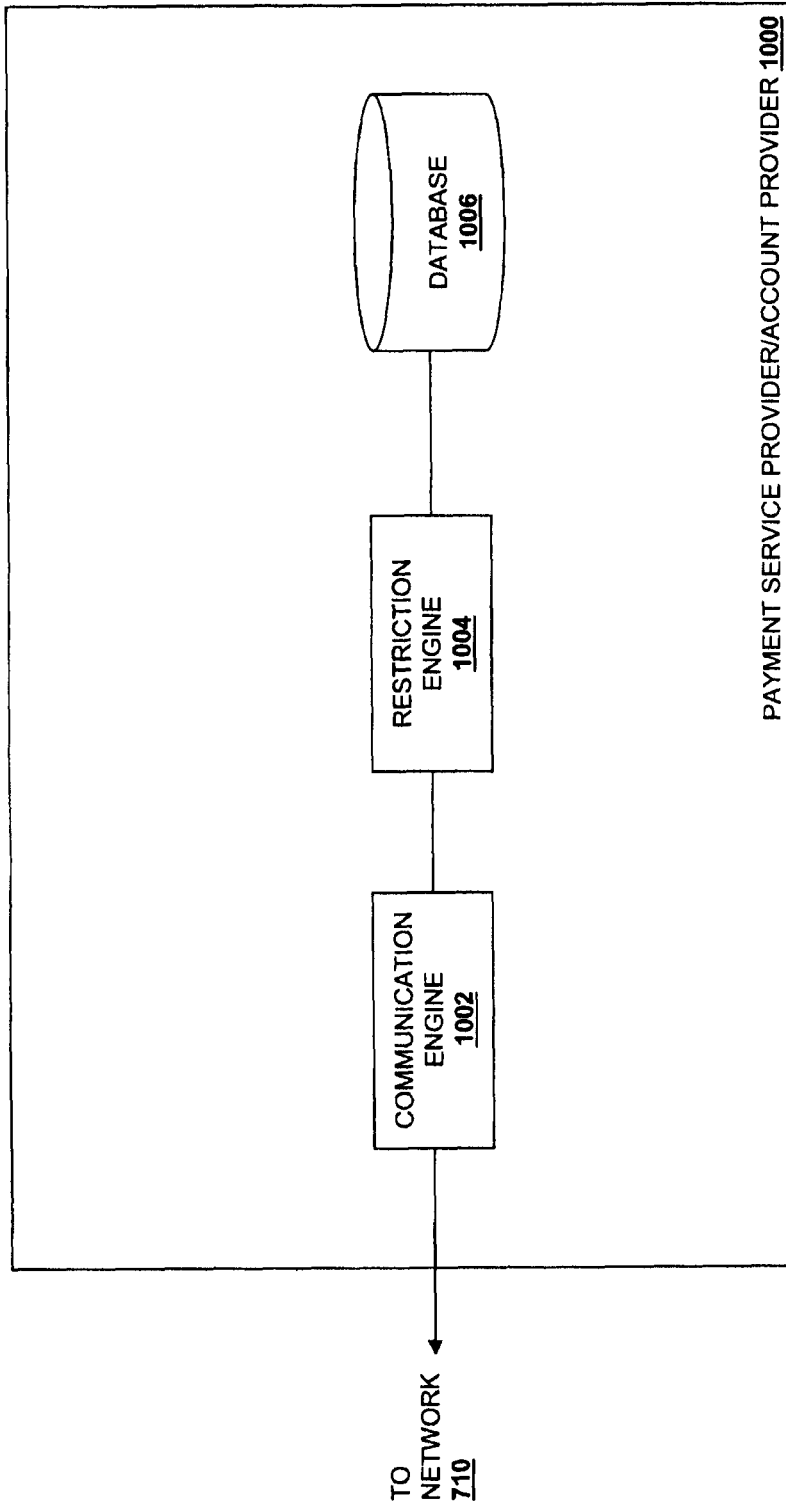 TO
NETWORK
710
COMMUNICATION
ENGINE
1002
RESTRICTION
ENGINE
1004
DATABASE
1006
PAYMENT SERVICE PROVIDER/ACCOUNT PROVIDER 1000